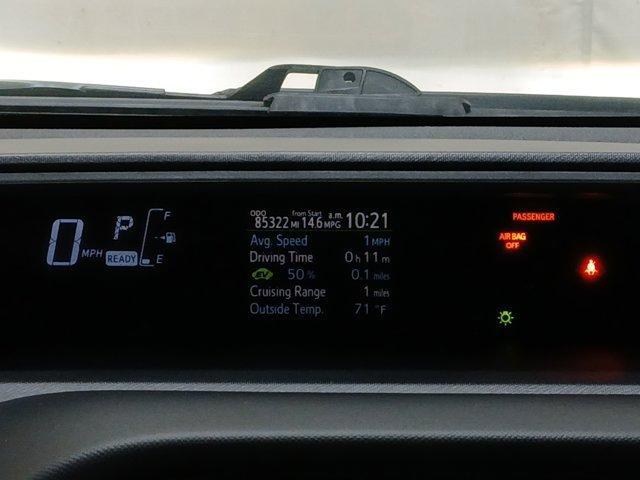 0 MPH
P
READY
F
E
ODO from Start a.m.
85322 MI 14.6 MPG 10:21
Avg. Speed 1 MPH
Driving Time 0 h 11 m
EV 50 % 0.1 miles
Cruising Range 1 miles
Outside Temp. 71 °F
PASSENGER
AIR BAG
OFF